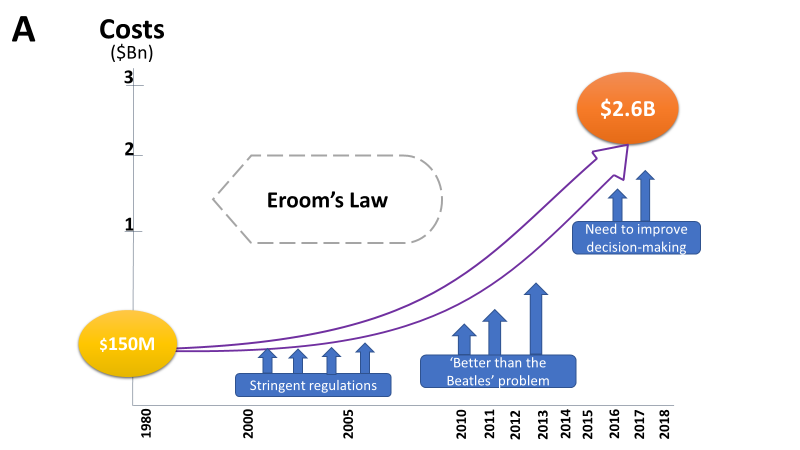 A
Costs
($Bn)
3
2
1
$2.6B
Eroom's Law
Need to improve
decision-making
$150M
'Better than the
Beatles' problem
Stringent regulations
1980
2000
2005
2010
2011
2012
2013
2014
2015
2016
2017
2018